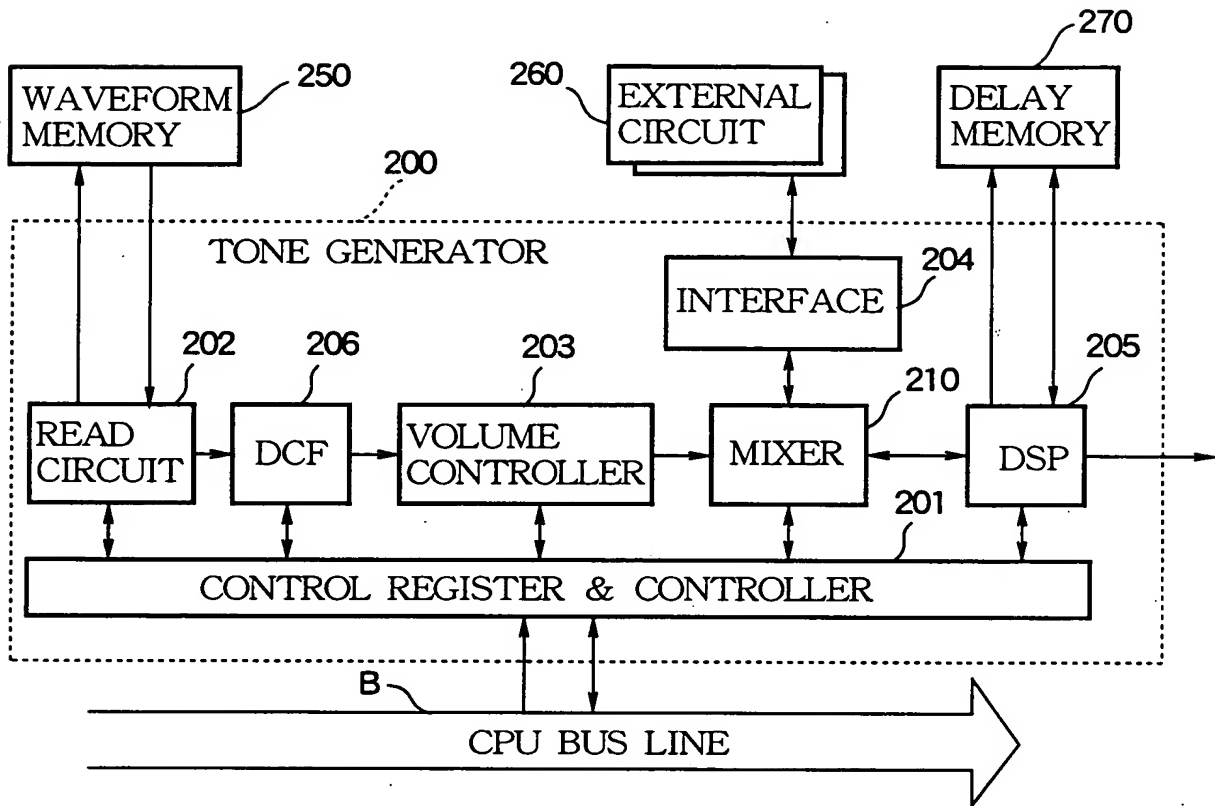 270
250
WAVEFORM
MEMORY
260
EXTERNAL
CIRCUIT
DELAY
MEMORY
200
TONE GENERATOR
204
INTERFACE
202
206
203
210
205
READ
CIRCUIT
DCF
VOLUME
CONTROLLER
MIXER
DSP
201
CONTROL REGISTER & CONTROLLER
B
CPU BUS LINE